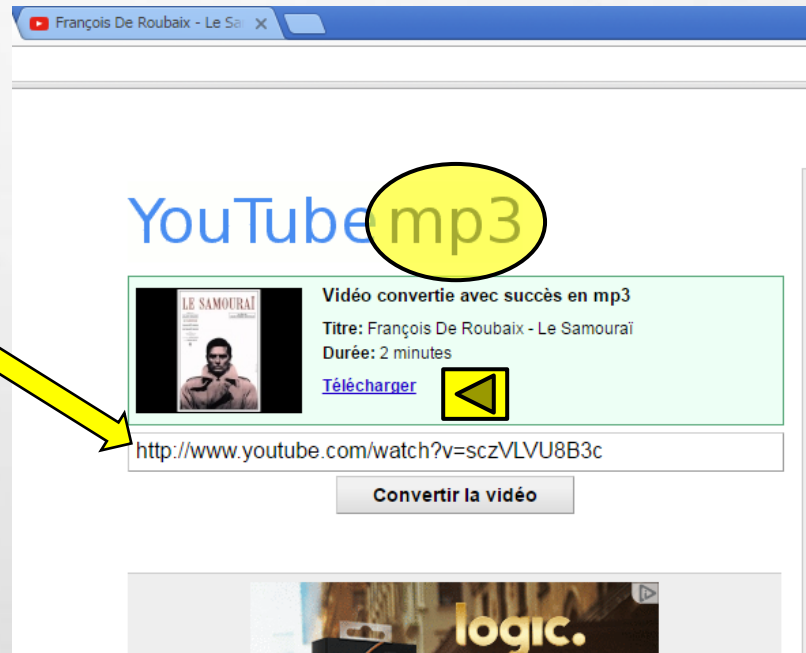 François De Roubaix - Le Sa
YouTube mp3
LE SAMOURAÏ
Vidéo convertie avec succès en mp3
Titre: François De Roubaix - Le Samouraï
Durée: 2 minutes
Télécharger
http://www.youtube.com/watch?v=sczVLVU8B3c
Convertir la vidéo
logic.